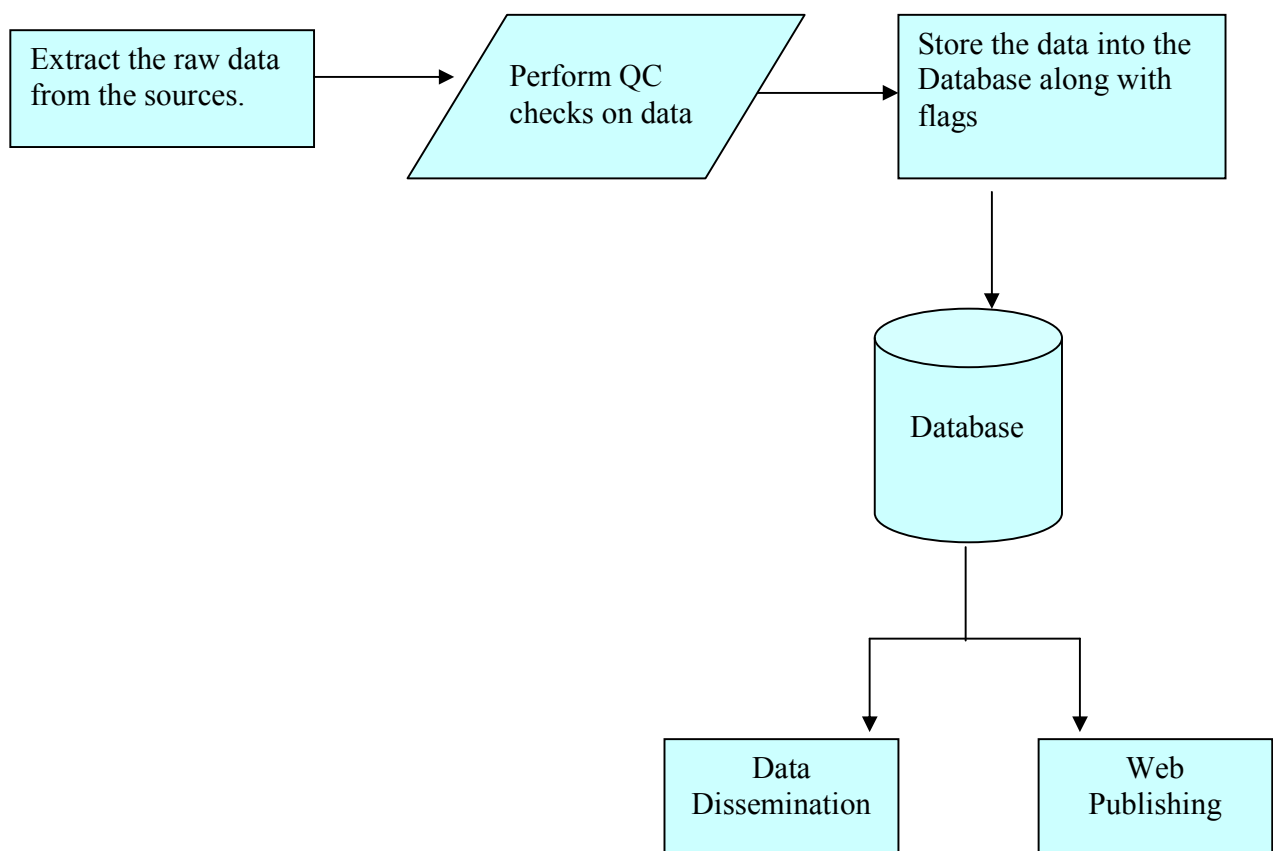 Extract the raw data
from the sources.
Perform QC
checks on data
Store the data into the
Database along with
flags
Database
Data
Dissemination
Web
Publishing